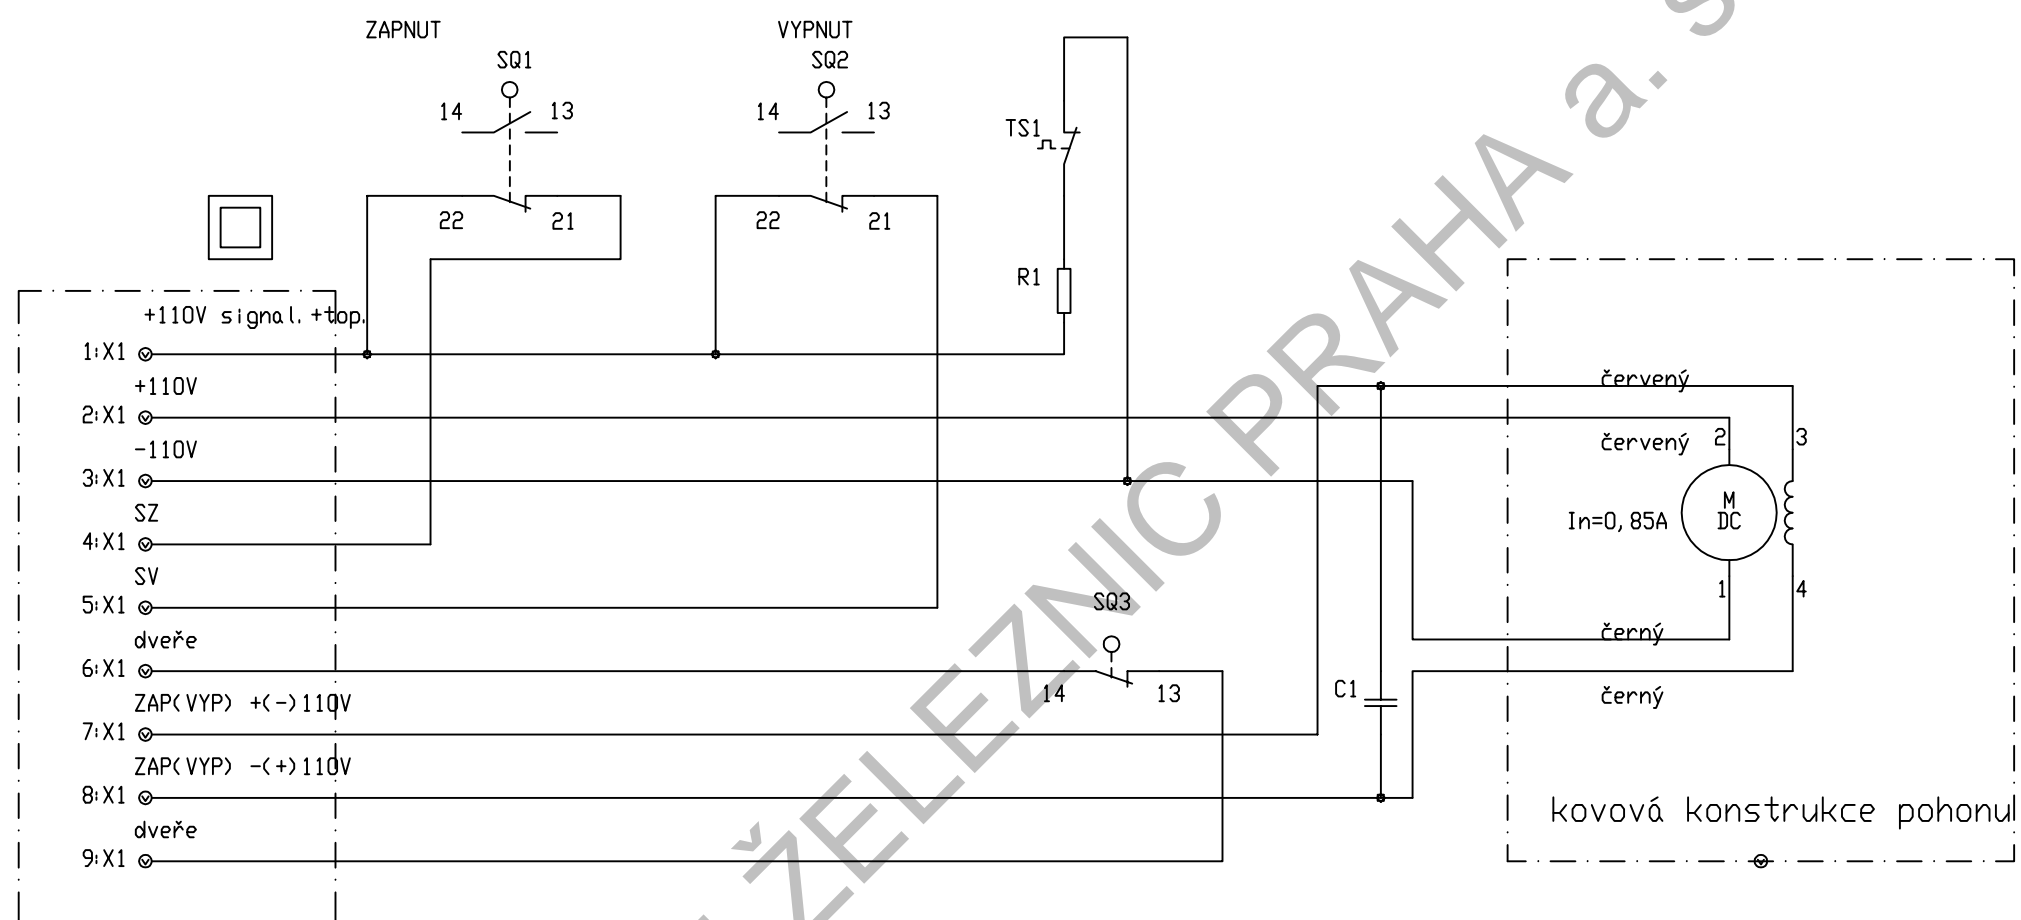 ZAPNUT
VYPNUT
SQ1
SQ2
14 13
14 13
TS1
22 21
22 21
R1
+110V signal. +top.
1:X1
+110V
2:X1
-110V
3:X1
SZ
4:X1
SV
5:X1
dveře
6:X1
ZAP(VYP) +(-)110V
7:X1
ZAP(VYP) -(+)110V
8:X1
dveře
9:X1
SQ3
14 13
C1
červený
červený
2 3
M
DC
In=0,85A
1 4
černý
černý
kovová konstrukce pohonu
ŽELEZNIC PRAHA a. s